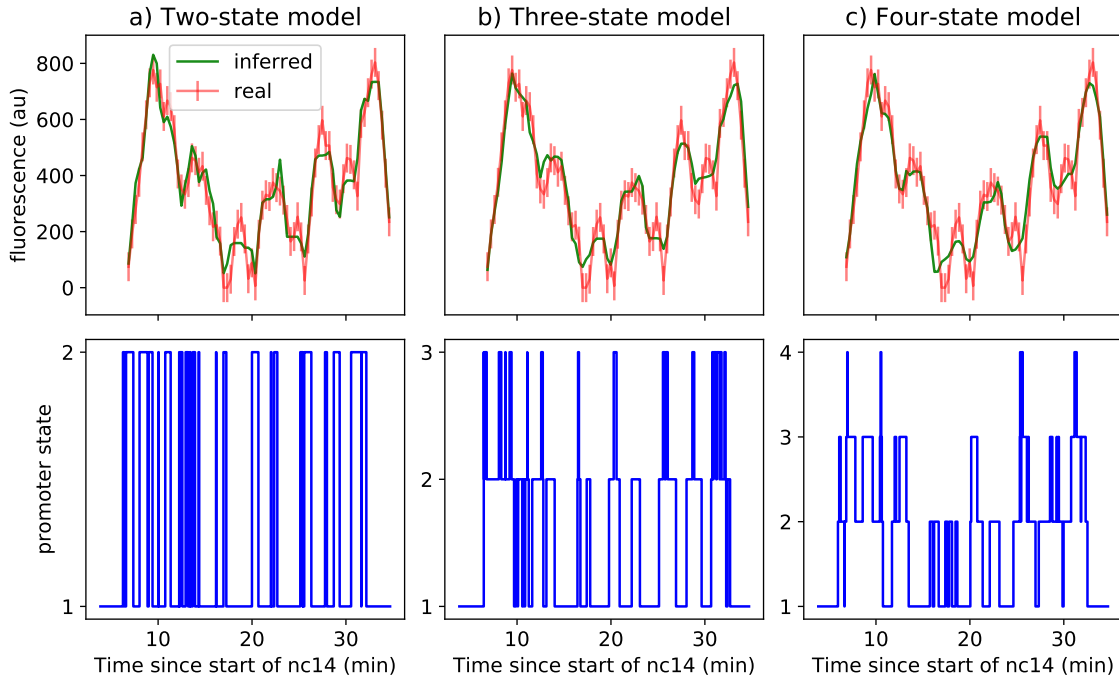 a) Two-state model
b) Three-state model
c) Four-state model
fluorescence (au)
800
600
400
200
0
inferred
real
promoter state
2
1
3
2
1
4
3
2
1
10 20 30
10 20 30
10 20 30
Time since start of nc14 (min)
Time since start of nc14 (min)
Time since start of nc14 (min)